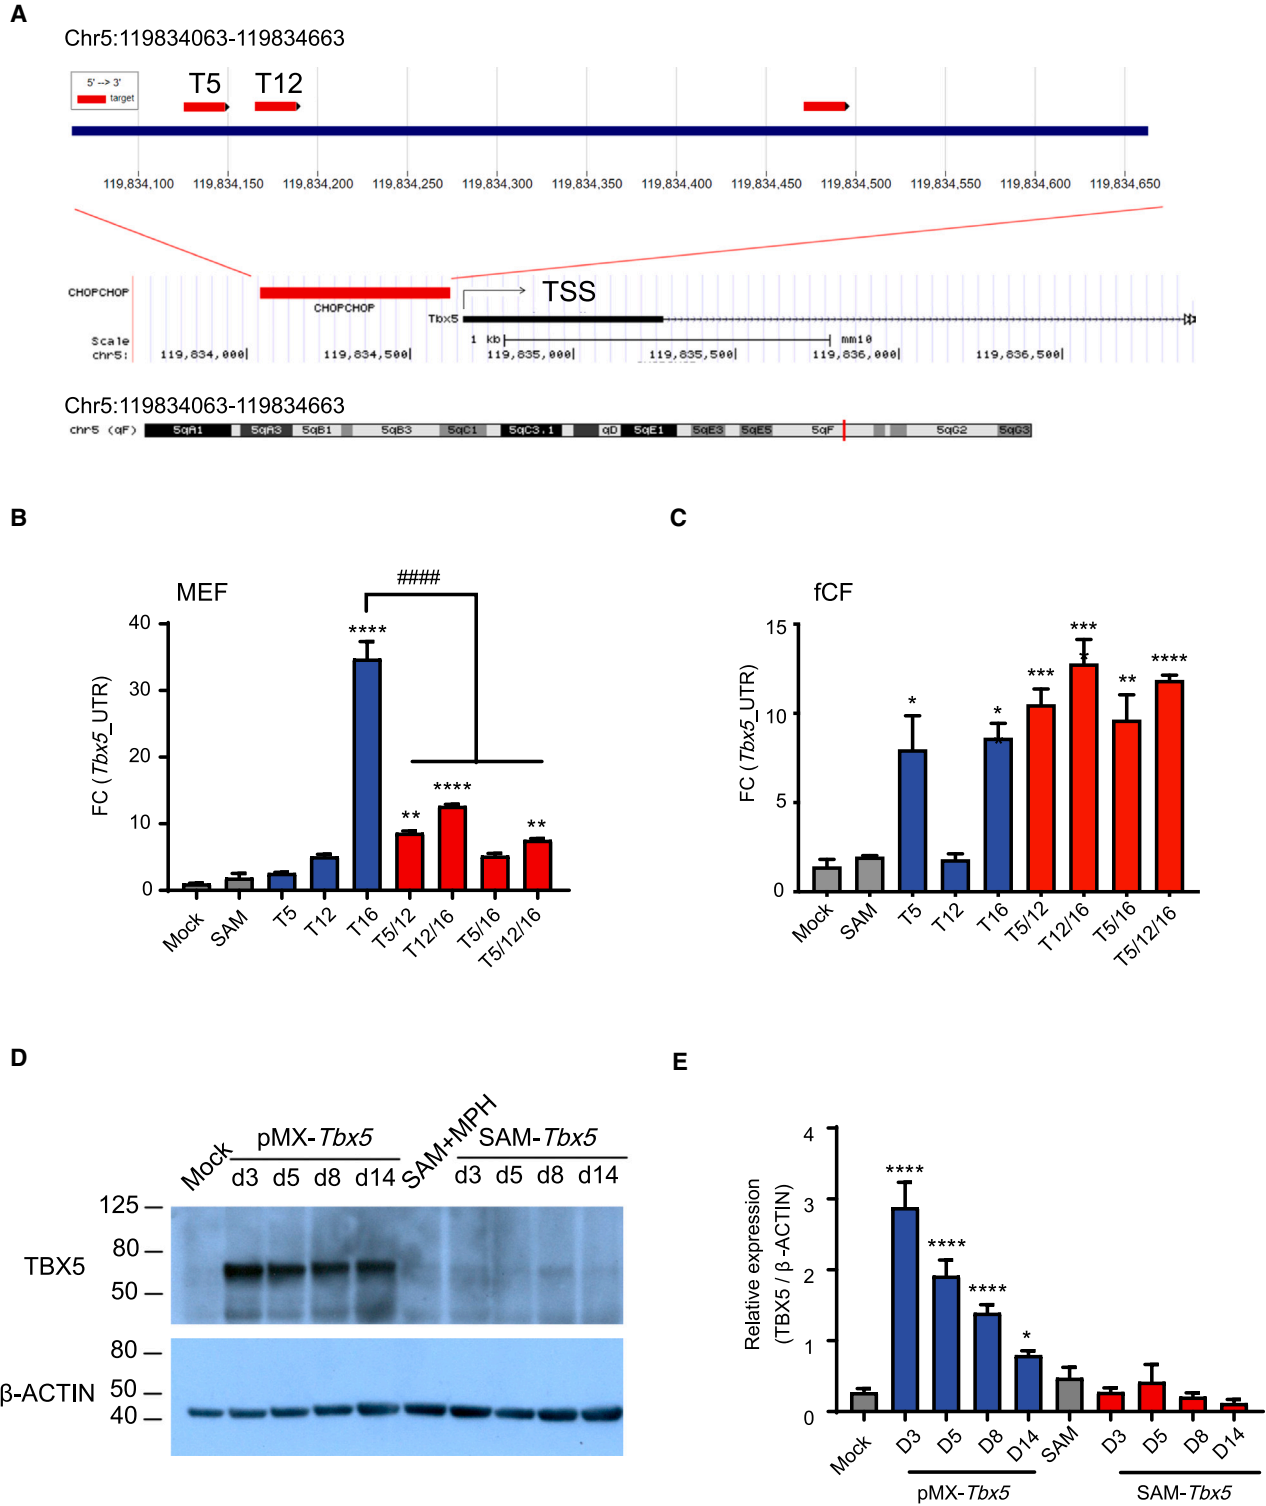 A
Chr5:119834063-119834663
5' --> 3'
target
T5
T12
119,834,100 119,834,150 119,834,200 119,834,250 119,834,300 119,834,350 119,834,400 119,834,450 119,834,500 119,834,550 119,834,600 119,834,650
CHOPCHOP
CHOPCHOP
TSS
Tbx5
Scale
1 kb
mm10
chr5:
119,834,000| 119,834,500| 119,835,000| 119,835,500| 119,836,000| 119,836,500|
Chr5:119834063-119834663
chr5 (qF) 5qA1 5qA3 5qB1 5qB3 5qC1 5qC3.1 qD 5qE1 5qE3 5qE5 5qF 5qG2 5qG3
B
MEF
####
****
**
****
**
FC (Tbx5_UTR)
40
30
20
10
0
Mock SAM T5 T12 T16 T5/12 T12/16 T5/16 T5/12/16
C
fCF
*
*
*
***
***
*
**
****
FC (Tbx5_UTR)
15
10
5
0
Mock SAM T5 T12 T16 T5/12 T12/16 T5/16 T5/12/16
D
Mock pMX-Tbx5 SAM+MPH SAM-Tbx5
d3 d5 d8 d14 d3 d5 d8 d14
TBX5
125
80
50
β-ACTIN
80
50
40
E
****
****
****
*
Relative expression
(TBX5 / β -ACTIN)
4
3
2
1
0
Mock D3 D5 D8 D14 SAM D3 D5 D8 D14
pMX-Tbx5 SAM-Tbx5